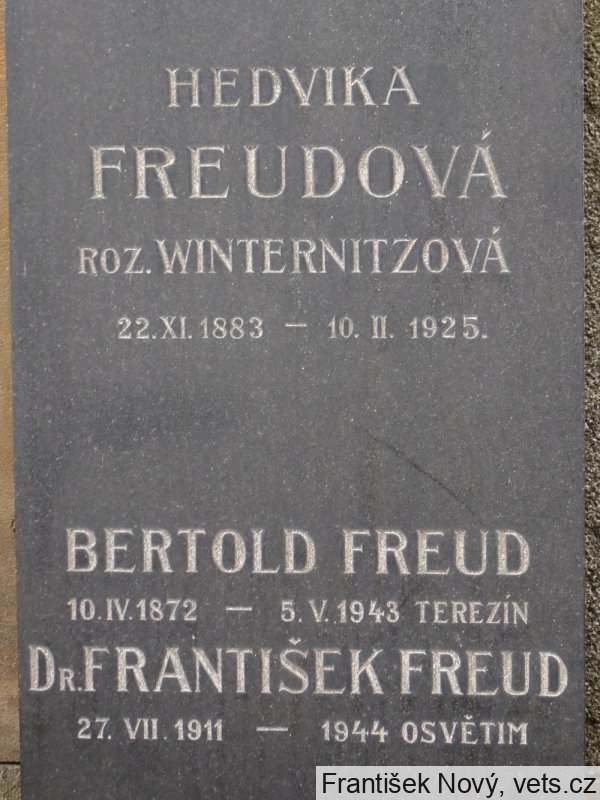 HEDVIKA
FREUDOVÁ
ROZ. WINTERNITZOVÁ
22. XI. 1883 — 10. II. 1925.
BERTOLD FREUD
10. IV. 1872 — 5. V. 1943 TEREZÍN
DR. FRANTIŠEK FREUD
27. VII. 1911 — 1944 OSVĚTIM
František Nový, vets.cz